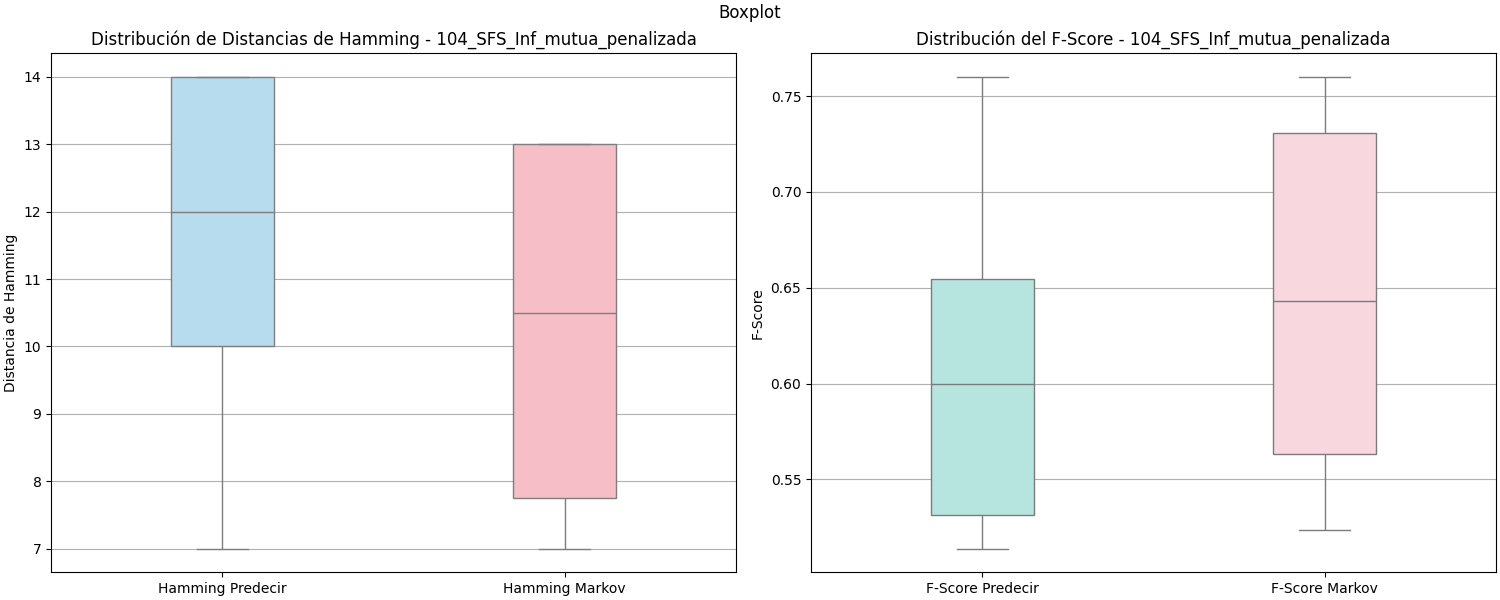 Boxplot
Distribución de Distancias de Hamming - 104_SFS_Inf_mutua_penalizada
Distancia de Hamming
14
13
12
11
10
9
8
7
Hamming Predecir
Hamming Markov
Distribución del F-Score - 104_SFS_Inf_mutua_penalizada
F-Score
0.75
0.70
0.65
0.60
0.55
F-Score Predecir
F-Score Markov